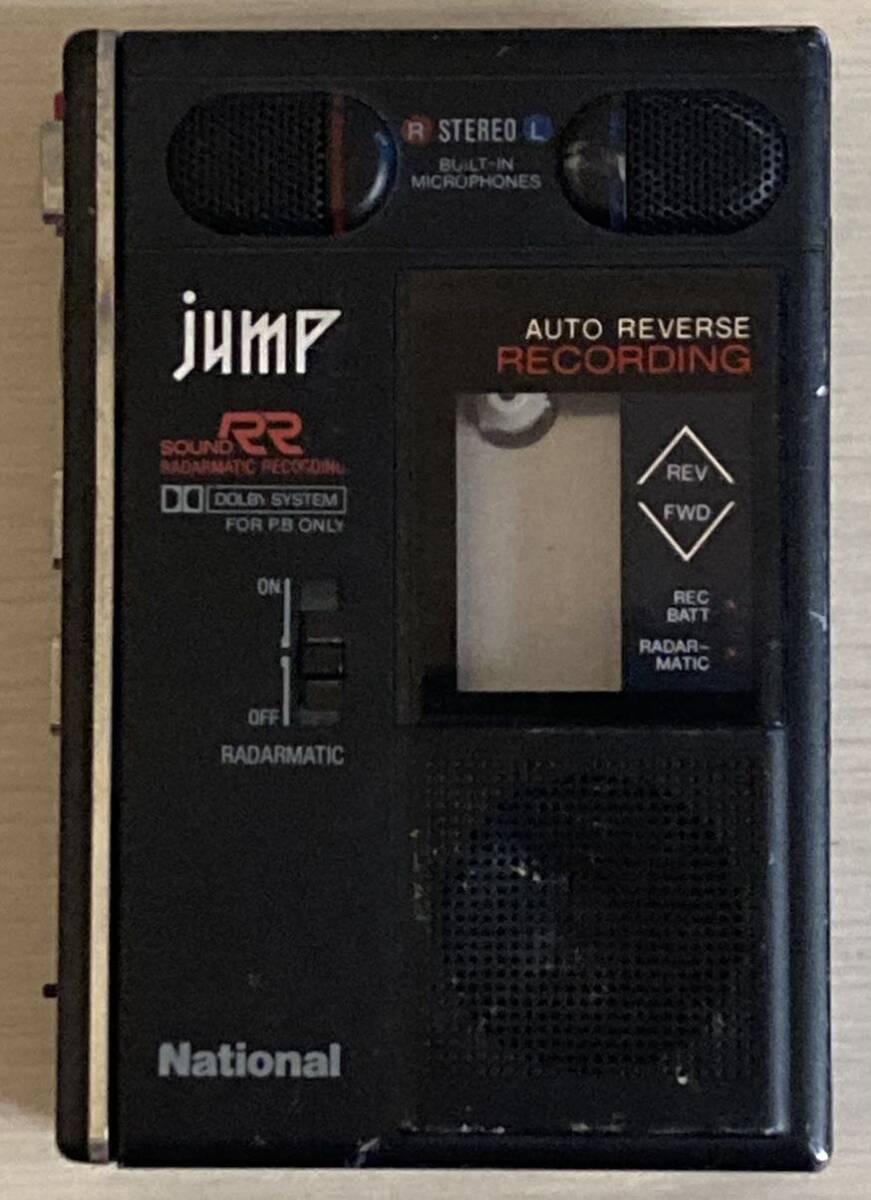 R STEREO L
BUILT-IN
MICROPHONES
jump
AUTO REVERSE
RECORDING
SOUND RR
RADARMATIC RECORDING
DOLBY SYSTEM
FOR P.B ONLY
REV
FWD
ON
REC
BATT
RADAR-
MATIC
OFF
RADARMATIC
National